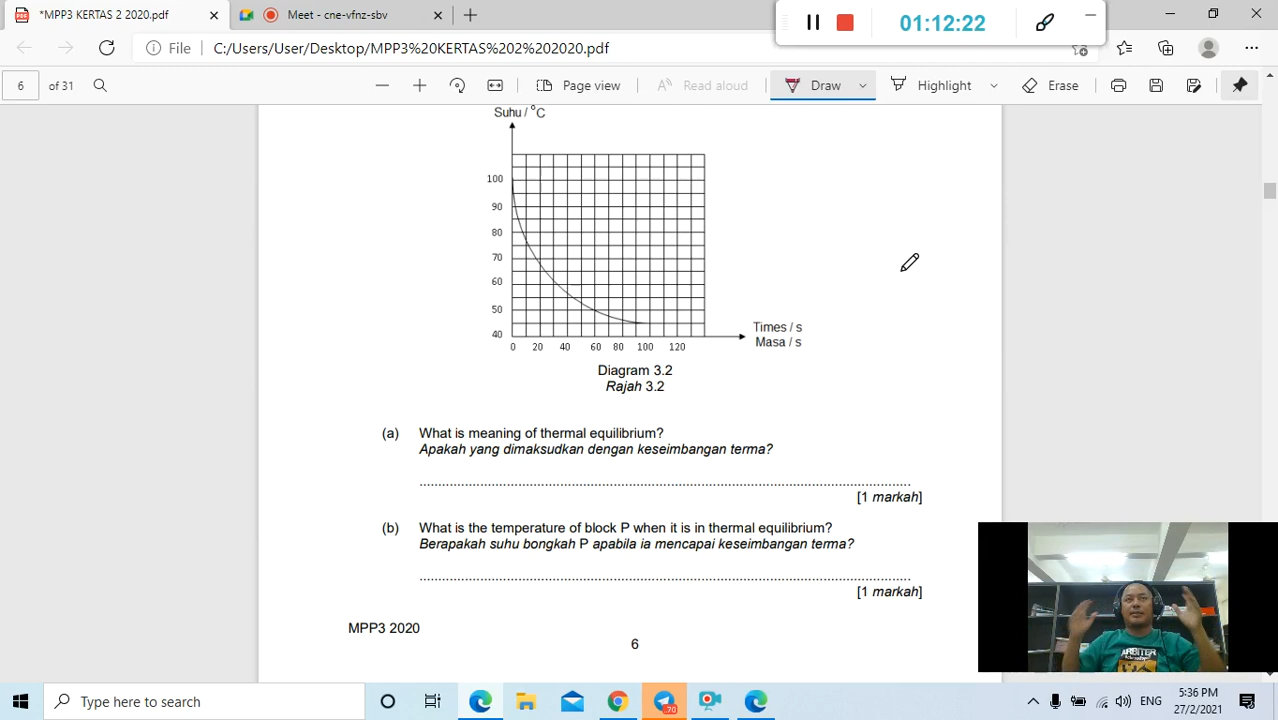 *MPP3 KERTAS 2 2020.pdf
Meet - cne-vfnz-sbv
01:12:22
File
C:/Users/User/Desktop/MPP3%20KERTAS%202%202020.pdf
6 of 31
Page view
Read aloud
Draw
Highlight
Erase
Suhu / °C
100
90
80
70
60
50
40
0 20 40 60 80 100 120
Times / s
Masa / s
Diagram 3.2
Rajah 3.2
(a) What is meaning of thermal equilibrium?
Apakah yang dimaksudkan dengan keseimbangan terma?
[1 markah]
(b) What is the temperature of block P when it is in thermal equilibrium?
Berapakah suhu bongkah P apabila ia mencapai keseimbangan terma?
[1 markah]
MPP3 2020
6
ARBITER
Type here to search
70
ENG
5:36 PM
27/2/2021